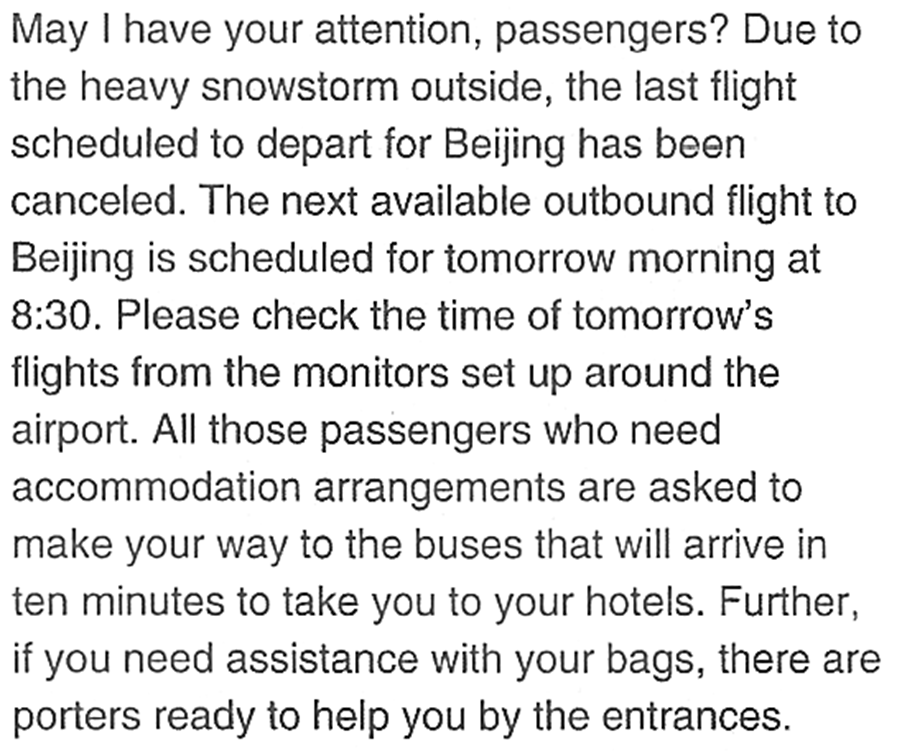 May I have your attention, passengers? Due to
the heavy snowstorm outside, the last flight
scheduled to depart for Beijing has been
canceled. The next available outbound flight to
Beijing is scheduled for tomorrow morning at
8:30. Please check the time of tomorrow's
flights from the monitors set up around the
airport. All those passengers who need
accommodation arrangements are asked to
make your way to the buses that will arrive in
ten minutes to take you to your hotels. Further,
if you need assistance with your bags, there are
porters ready to help you by the entrances.